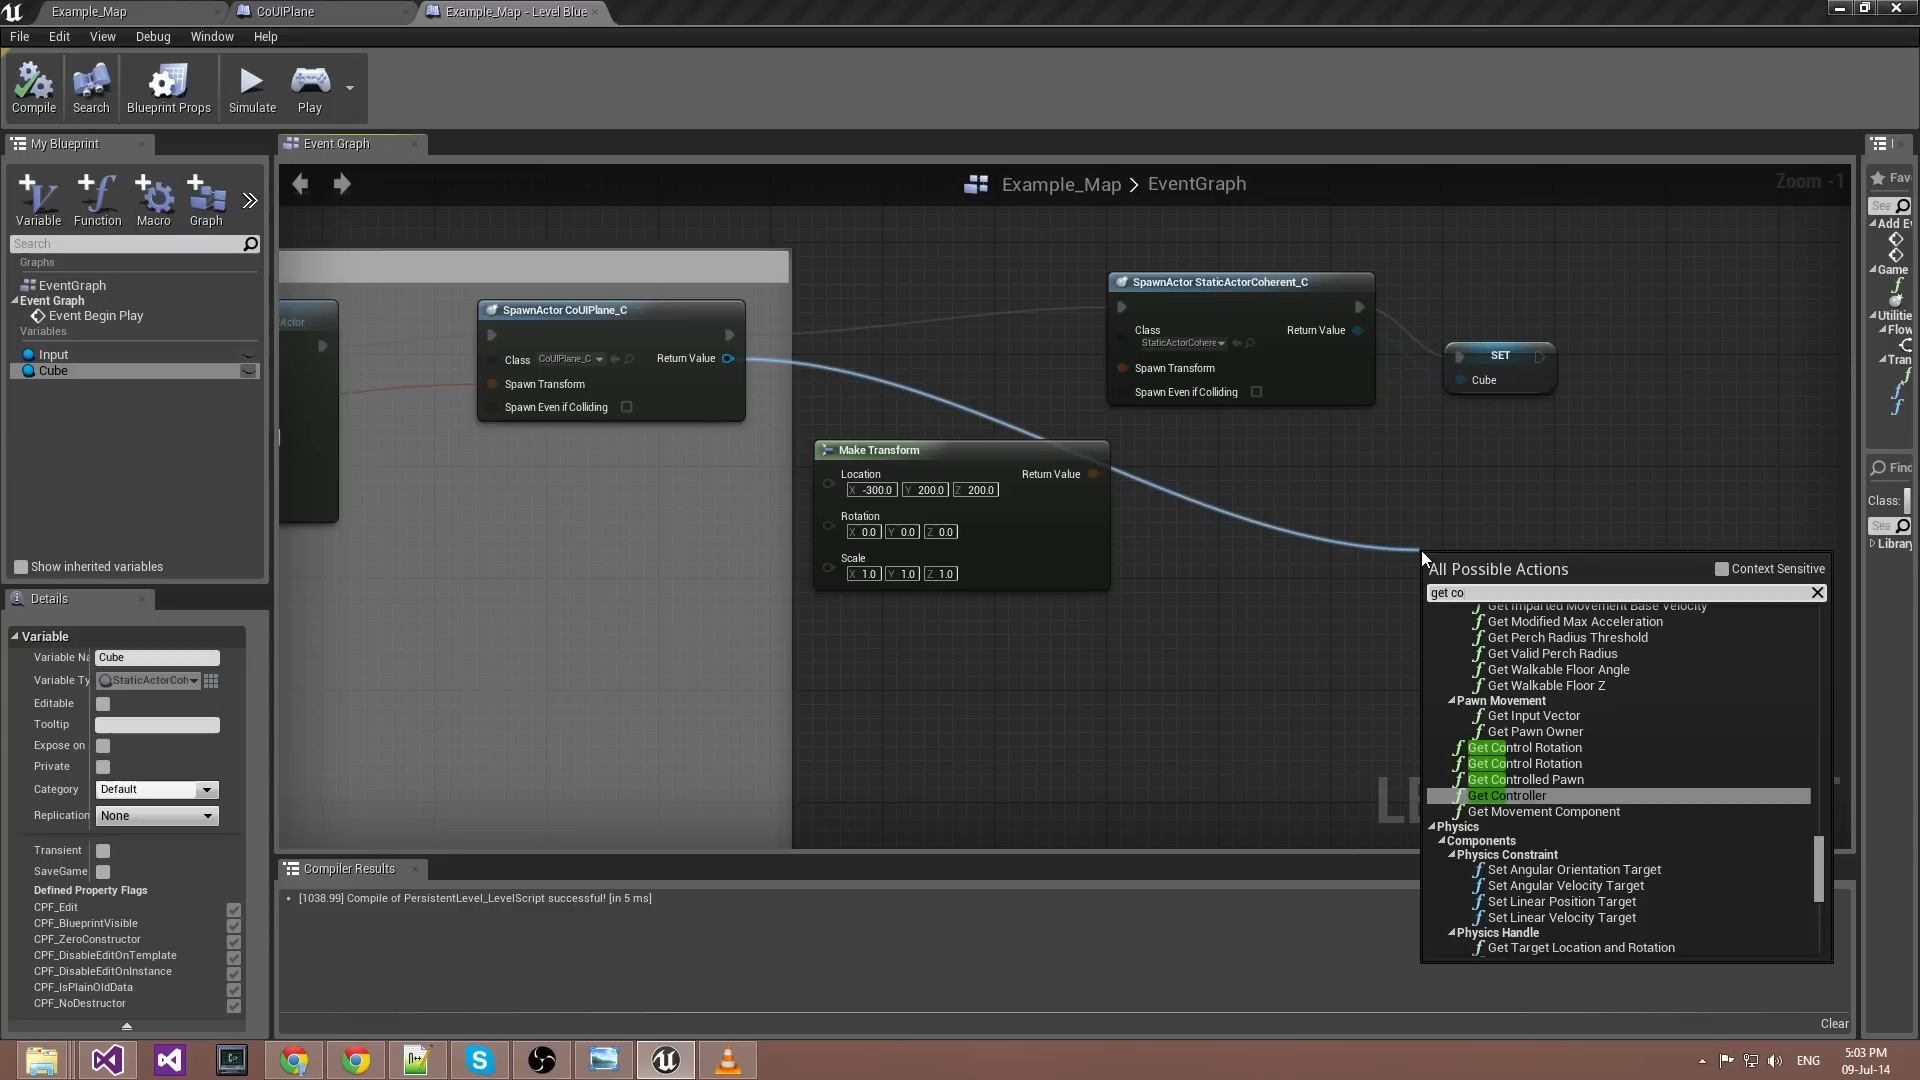 Example_Map
CoUIPlane
Example_Map - Level Blue
File Edit View Debug Window Help
Compile
Search
Blueprint Props
Simulate
Play
My Blueprint
Variable
Function
Macro
Graph
Search
Graphs
EventGraph
Event Graph
Event Begin Play
Variables
Input
Cube
Show inherited variables
Details
Variable
Variable Na
Cube
Variable Ty
StaticActorCoh
Editable
Tooltip
Expose on
Private
Category
Default
Replication
None
Transient
SaveGame
Defined Property Flags
CPF_Edit
CPF_BlueprintVisible
CPF_ZeroConstructor
CPF_DisableEditOnTemplate
CPF_DisableEditOnInstance
CPF_IsPlainOldData
CPF_NoDestructor
Event Graph
Example_Map > EventGraph
Zoom -1
Actor
SpawnActor CoUIPlane_C
Class CoUIPlane_C
Return Value
Spawn Transform
Spawn Even if Colliding
Make Transform
Location
Return Value
X -300.0 Y 200.0 Z 200.0
Rotation
X 0.0 Y 0.0 Z 0.0
Scale
X 1.0 Y 1.0 Z 1.0
SpawnActor StaticActorCoherent_C
Class
Return Value
StaticActorCohere
Spawn Transform
Spawn Even if Colliding
SET
Cube
All Possible Actions
Context Sensitive
get co
Get Imparted Movement Base Velocity
Get Modified Max Acceleration
Get Perch Radius Threshold
Get Valid Perch Radius
Get Walkable Floor Angle
Get Walkable Floor Z
Pawn Movement
Get Input Vector
Get Pawn Owner
Get Control Rotation
Get Control Rotation
Get Controlled Pawn
Get Controller
Get Movement Component
Physics
Components
Physics Constraint
Set Angular Orientation Target
Set Angular Velocity Target
Set Linear Position Target
Set Linear Velocity Target
Physics Handle
Get Target Location and Rotation
Compiler Results
[1038.99] Compile of PersistentLevel_LevelScript successful! [in 5 ms]
Clear
Fav
Sea
Add Ev
Game
Utilitie
Flow
Tran
Find
Class:
Sea
Library
ENG
5:03 PM
09-Jul-14